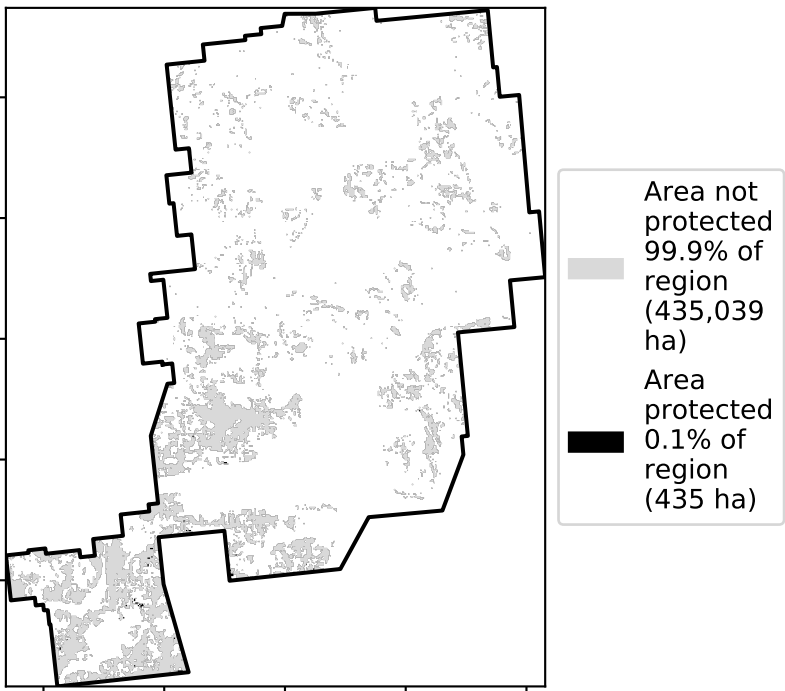 Area not
protected
99.9% of
region
(435,039
ha)
Area
protected
0.1% of
region
(435 ha)